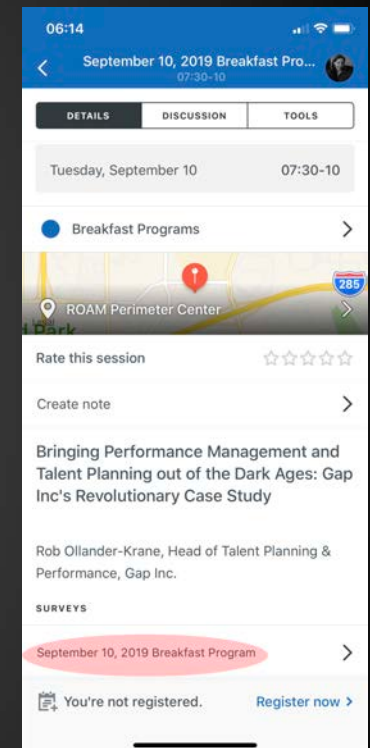 06:14
September 10, 2019 Breakfast Pro...
07:30-10
DETAILS DISCUSSION TOOLS
Tuesday, September 10 07:30-10
Breakfast Programs
285
ROAM Perimeter Center
d Park
Rate this session
Create note
Bringing Performance Management and
Talent Planning out of the Dark Ages: Gap
Inc's Revolutionary Case Study
Rob Ollander-Krane, Head of Talent Planning &
Performance, Gap Inc.
SURVEYS
September 10, 2019 Breakfast Program
You're not registered. Register now >